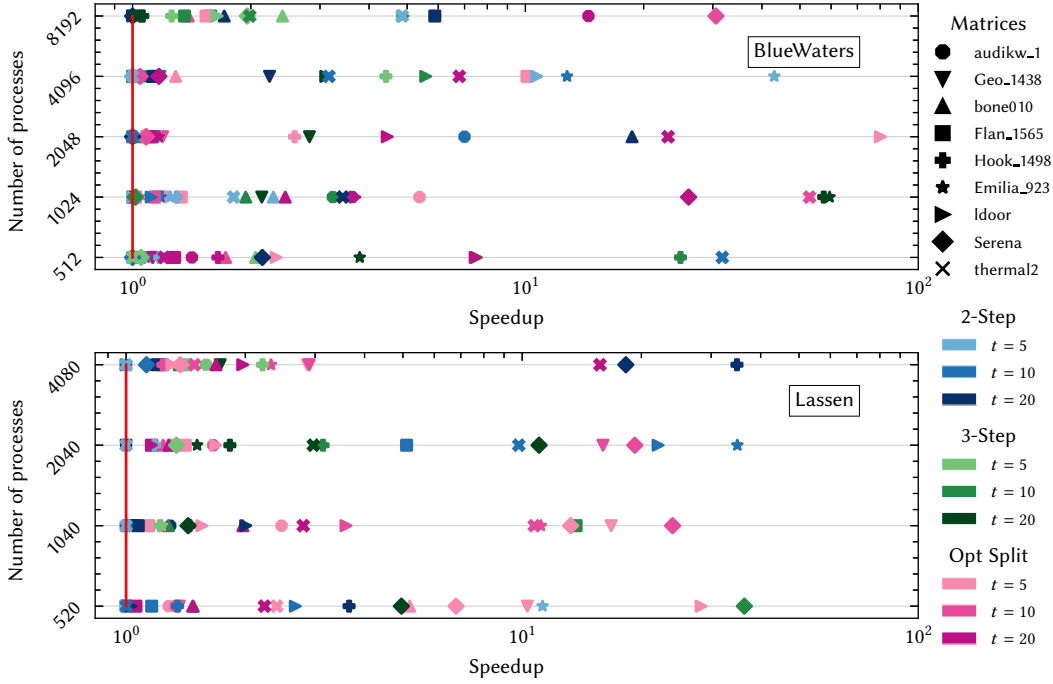 8192
4096
2048
1024
512
Number of processes
10⁰
10¹
10²
Speedup
BlueWaters
Matrices
audikw_1
Geo_1438
bone010
Flan_1565
Hook_1498
Emilia_923
ldoor
Serena
thermal2
4080
2040
1040
520
Number of processes
10⁰
10¹
10²
Speedup
Lassen
2-Step
t = 5
t = 10
t = 20
3-Step
t = 5
t = 10
t = 20
Opt Split
t = 5
t = 10
t = 20